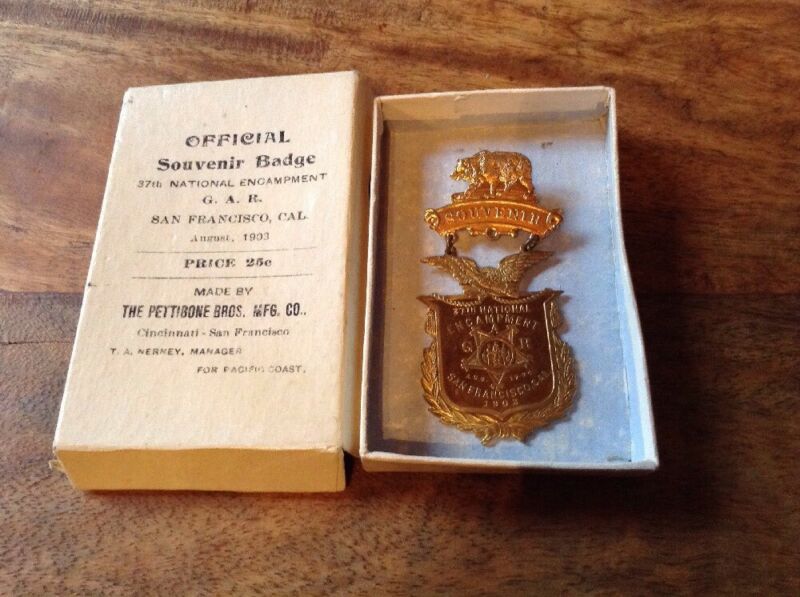 OFFICIAL
Souvenir Badge
37th NATIONAL ENCAMPMENT
G. A. R.
SAN FRANCISCO, CAL.
August, 1903
PRICE 25c
MADE BY
THE PETTIBONE BROS. MFG. CO.,
Cincinnati - San Francisco
T. A. NERNEY, MANAGER
FOR PACIFIC COAST.
SOUVENIR
37TH NATIONAL
ENCAMPMENT
G R
SAN FRANCISCO, CAL.
1903